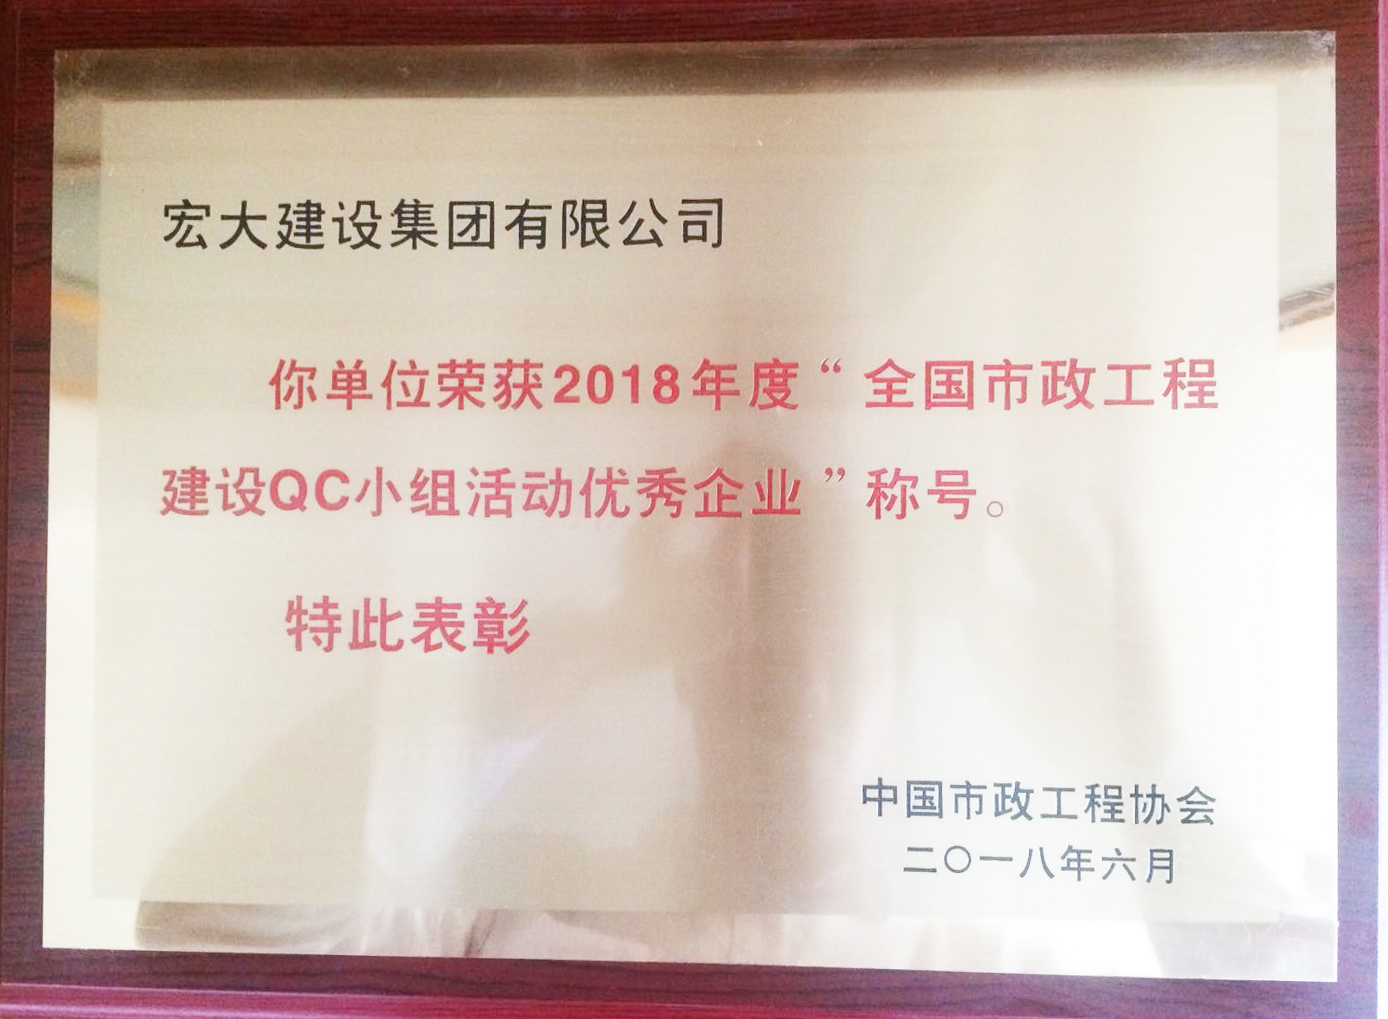 宏大建设集团有限公司
你单位荣获2018年度“全国市政工程
建设QC小组活动优秀企业”称号。
特此表彰
中国市政工程协会
二〇一八年六月